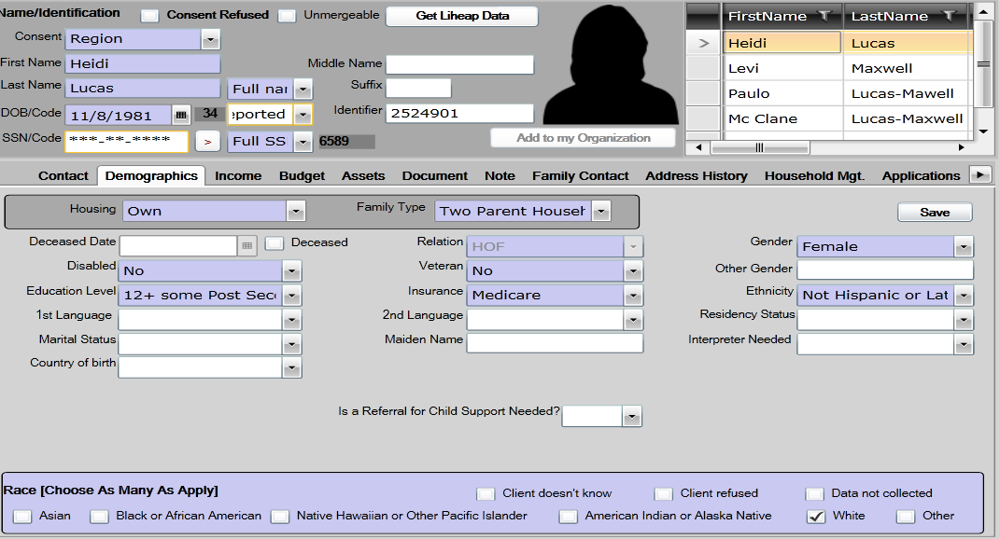 Name/Identification Consent Refused Unmergeable Get Liheap Data
Consent Region
First Name Heidi Middle Name
Last Name Lucas Full nar Suffix
DOB/Code 11/8/1981 34 eported Identifier 2524901
SSN/Code ***-**-**** > Full SS 6589 Add to my Organization
FirstName LastName
> Heidi Lucas
Levi Maxwell
Paulo Lucas-Mawell
Mc Clane Lucas-Maxwell
Contact Demographics Income Budget Assets Document Note Family Contact Address History Household Mgt. Applications
Housing Own Family Type Two Parent Househ Save
Deceased Date Deceased Relation HOF Gender Female
Disabled No Veteran No Other Gender
Education Level 12+ some Post Sec Insurance Medicare Ethnicity Not Hispanic or Lat
1st Language 2nd Language Residency Status
Marital Status Maiden Name Interpreter Needed
Country of birth
Is a Referral for Child Support Needed?
Race [Choose As Many As Apply] Client doesn't know Client refused Data not collected
Asian Black or African American Native Hawaiian or Other Pacific Islander American Indian or Alaska Native White Other